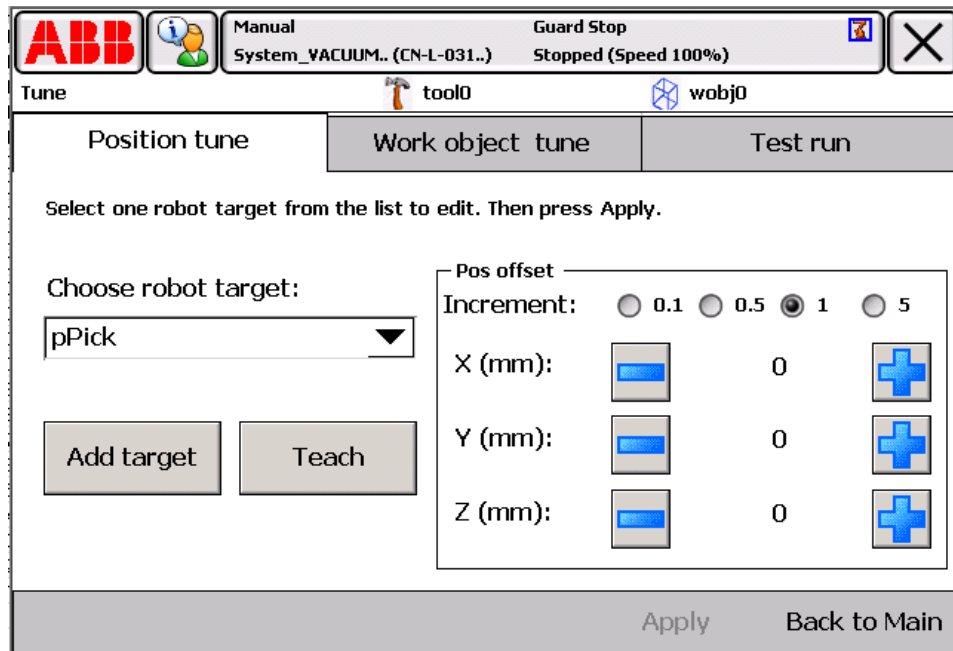 ABB
Manual
Guard Stop
System_VACUUM.. (CN-L-031..)
Stopped (Speed 100%)
Tune
tool0
wobj0
Position tune
Work object tune
Test run
Select one robot target from the list to edit. Then press Apply.
Choose robot target:
pPick
Add target
Teach
Pos offset
Increment:
0.1
0.5
1
5
X (mm):
0
Y (mm):
0
Z (mm):
0
Apply
Back to Main